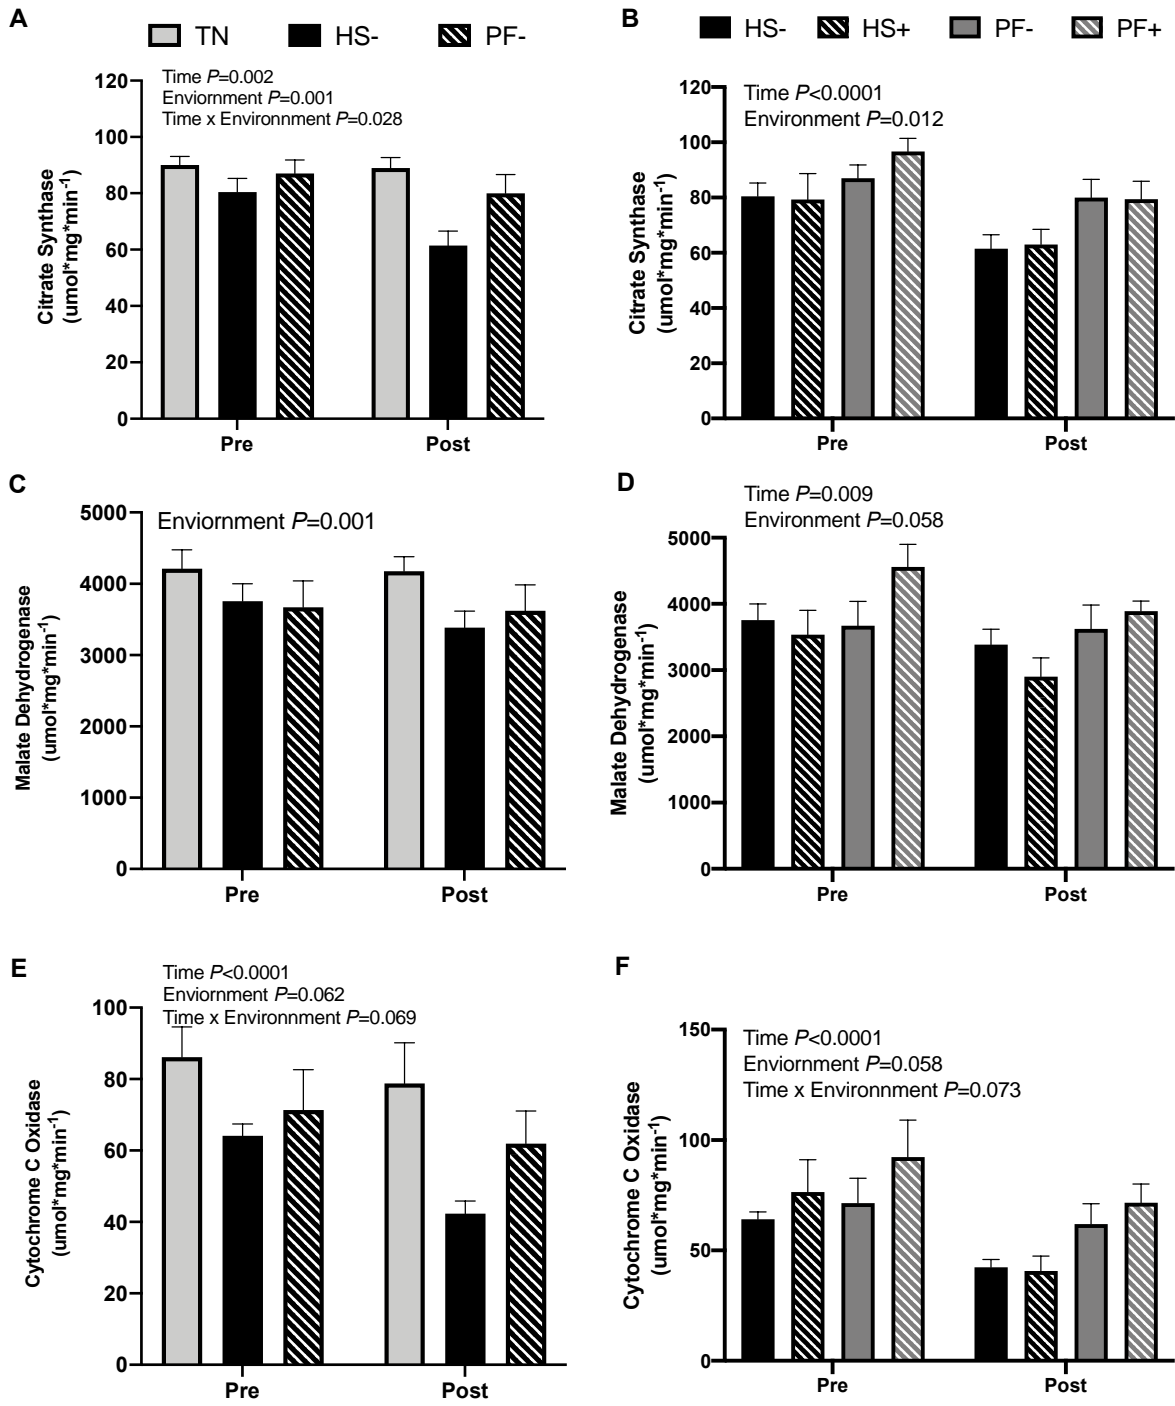 A
TN HS- PF-
Time P=0.002
Enviornment P=0.001
Time x Environnment P=0.028
Citrate Synthase
(umol*mg*min-1)
120
100
80
60
40
20
0
Pre Post
B
HS- HS+ PF- PF+
Time P<0.0001
Environment P=0.012
Citrate Synthase
(umol*mg*min-1)
120
100
80
60
40
20
0
Pre Post
C
Enviornment P=0.001
Malate Dehydrogenase
(umol*mg*min-1)
5000
4000
3000
2000
1000
0
Pre Post
D
Time P=0.009
Environment P=0.058
Malate Dehydrogenase
(umol*mg*min-1)
5000
4000
3000
2000
1000
0
Pre Post
E
Time P<0.0001
Enviornment P=0.062
Time x Environnment P=0.069
Cytochrome C Oxidase
(umol*mg*min-1)
100
80
60
40
20
0
Pre Post
F
Time P<0.0001
Enviornment P=0.058
Time x Environnment P=0.073
Cytochrome C Oxidase
(umol*mg*min-1)
150
100
50
0
Pre Post